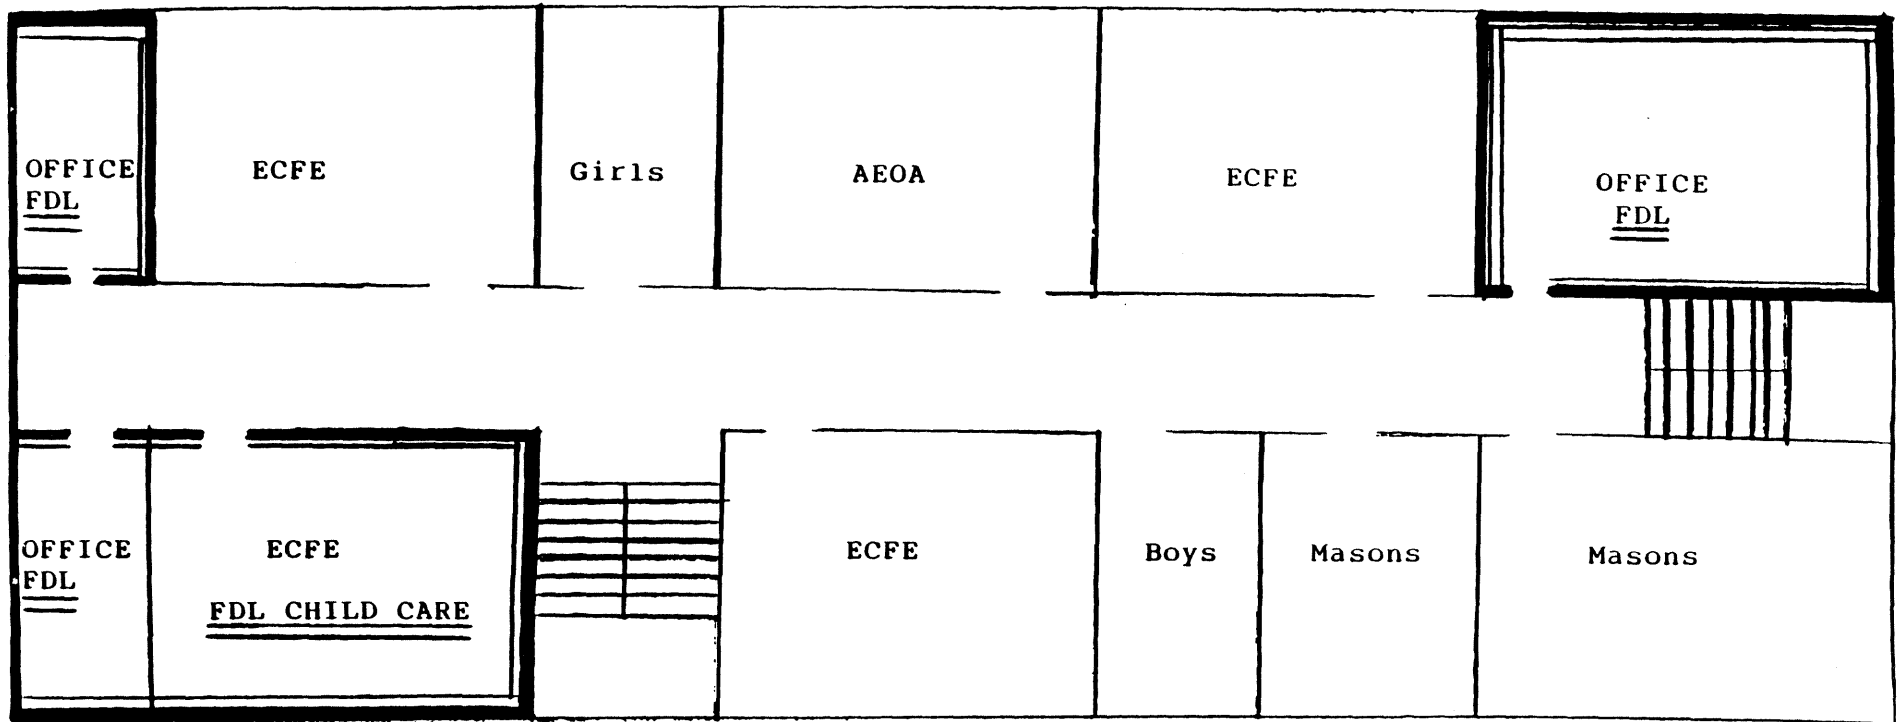 OFFICE
FDL
ECFE
Girls
AEOA
ECFE
OFFICE
FDL
OFFICE
FDL
ECFE
FDL CHILD CARE
ECFE
Boys
Masons
Masons